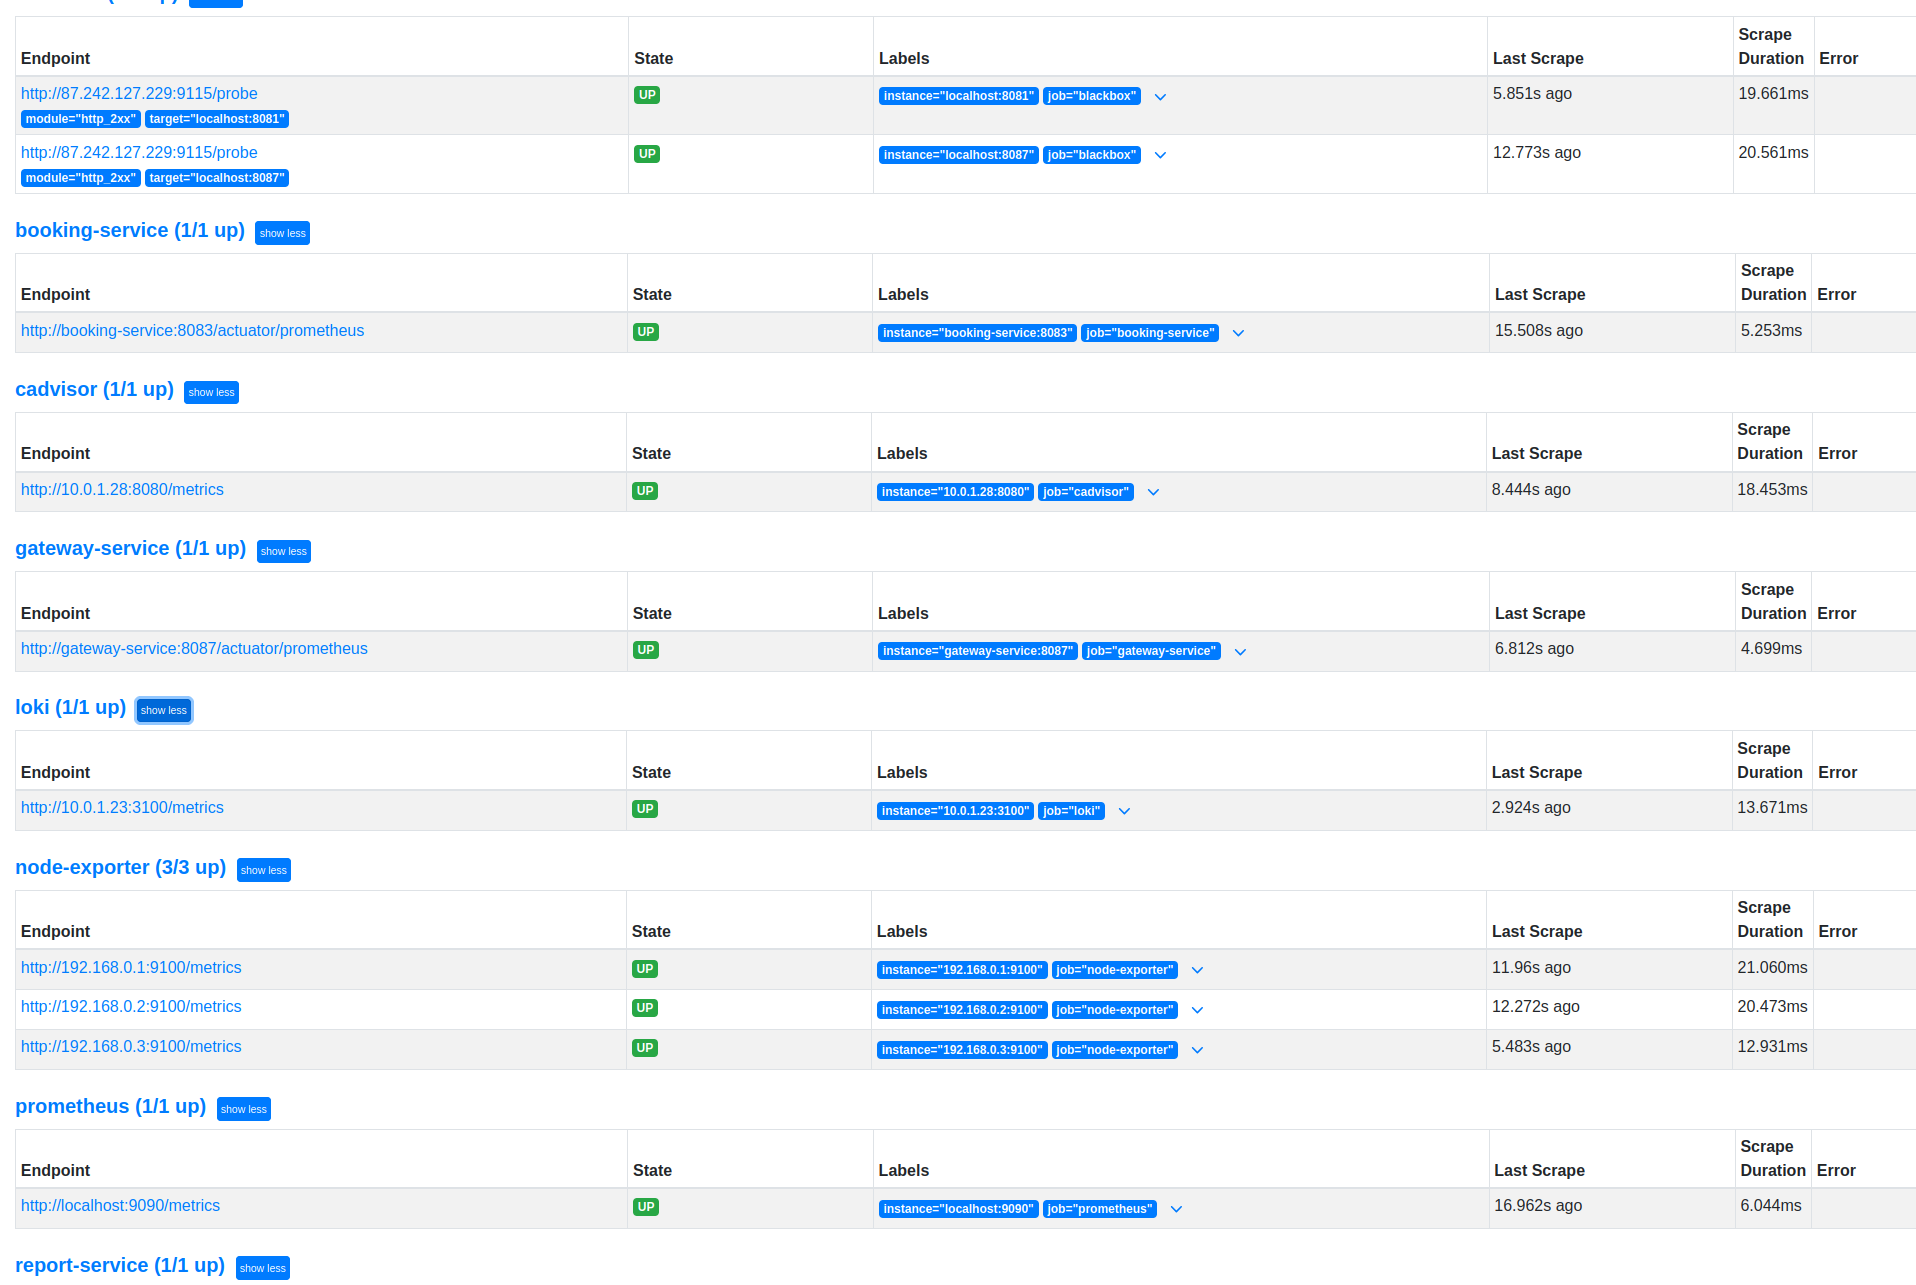 Endpoint State Labels Last Scrape Scrape Duration Error
http://87.242.127.229:9115/probe UP instance="localhost:8081" job="blackbox" 5.851s ago 19.661ms
module="http_2xx" target="localhost:8081"
http://87.242.127.229:9115/probe UP instance="localhost:8087" job="blackbox" 12.773s ago 20.561ms
module="http_2xx" target="localhost:8087"
booking-service (1/1 up) show less
Endpoint State Labels Last Scrape Scrape Duration Error
http://booking-service:8083/actuator/prometheus UP instance="booking-service:8083" job="booking-service" 15.508s ago 5.253ms
cadvisor (1/1 up) show less
Endpoint State Labels Last Scrape Scrape Duration Error
http://10.0.1.28:8080/metrics UP instance="10.0.1.28:8080" job="cadvisor" 8.444s ago 18.453ms
gateway-service (1/1 up) show less
Endpoint State Labels Last Scrape Scrape Duration Error
http://gateway-service:8087/actuator/prometheus UP instance="gateway-service:8087" job="gateway-service" 6.812s ago 4.699ms
loki (1/1 up) show less
Endpoint State Labels Last Scrape Scrape Duration Error
http://10.0.1.23:3100/metrics UP instance="10.0.1.23:3100" job="loki" 2.924s ago 13.671ms
node-exporter (3/3 up) show less
Endpoint State Labels Last Scrape Scrape Duration Error
http://192.168.0.1:9100/metrics UP instance="192.168.0.1:9100" job="node-exporter" 11.96s ago 21.060ms
http://192.168.0.2:9100/metrics UP instance="192.168.0.2:9100" job="node-exporter" 12.272s ago 20.473ms
http://192.168.0.3:9100/metrics UP instance="192.168.0.3:9100" job="node-exporter" 5.483s ago 12.931ms
prometheus (1/1 up) show less
Endpoint State Labels Last Scrape Scrape Duration Error
http://localhost:9090/metrics UP instance="localhost:9090" job="prometheus" 16.962s ago 6.044ms
report-service (1/1 up) show less